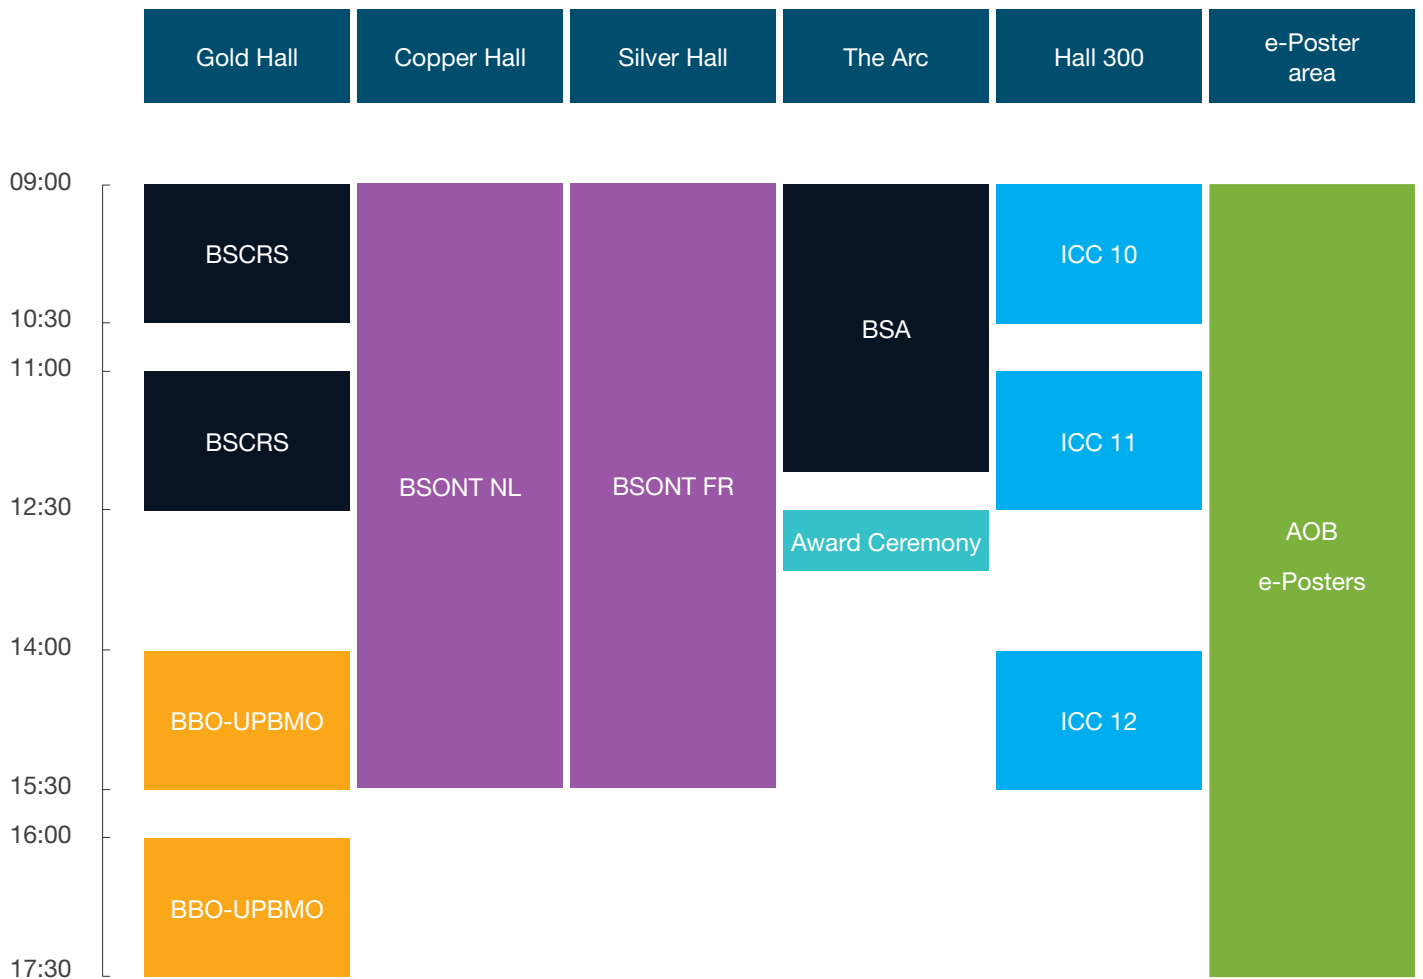 Gold Hall
Copper Hall
Silver Hall
The Arc
Hall 300
e-Poster
area
09:00
BSCRS
ICC 10
10:30
BSA
11:00
BSCRS
ICC 11
BSONT NL
BSONT FR
12:30
Award Ceremony
AOB
e-Posters
14:00
BBO-UPBMO
ICC 12
15:30
16:00
BBO-UPBMO
17:30